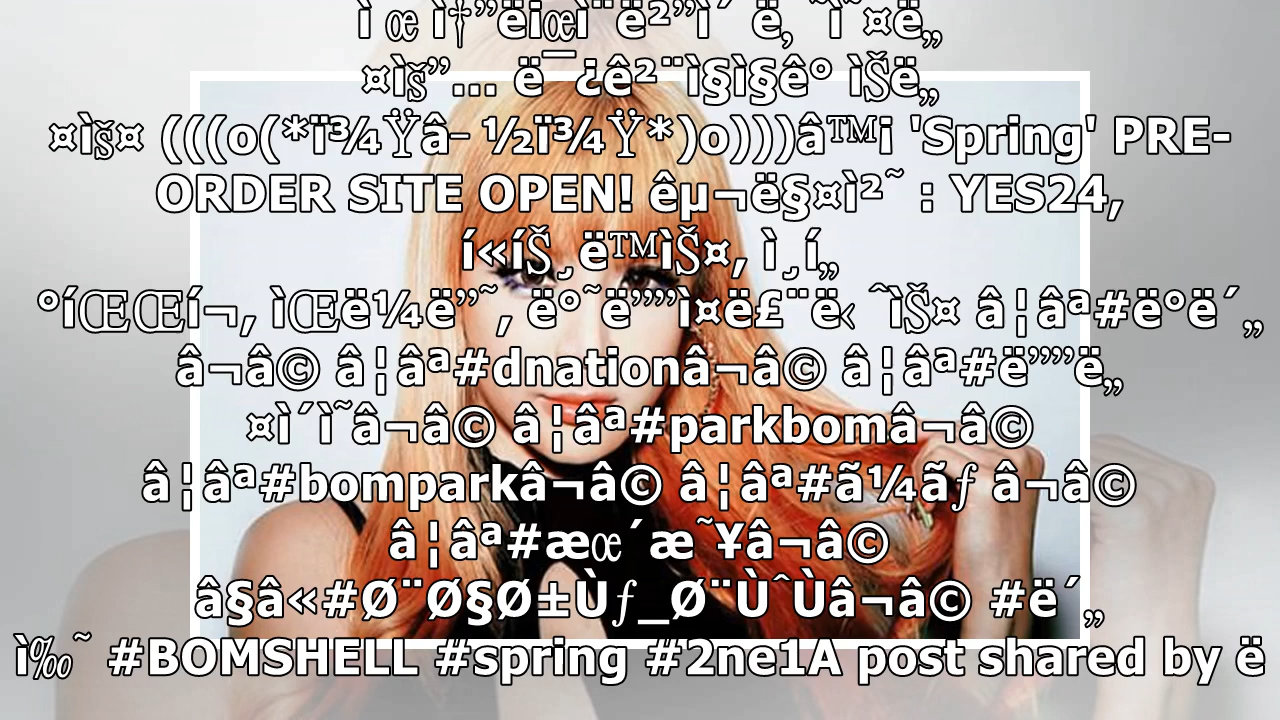 ì œ ì†”ë¡œì¨ë²”ì´ ë‚˜ì˜¤ë„
¤ìš”... ë¯¿ê²¨ì§ì§ê° ìŠë„
¤ìš¤ (((o(*ï¾Ÿâ–½ï¾Ÿ*)o)))â™¡ 'Spring' PRE-
ORDER SITE OPEN! êµ¬ë§¤ì²˜ : YES24,
í«íŠ¸ë™ìŠ¤, ì¸í„
°íŒŒí¬, ìŒë¼ë”˜, ë°˜ë””ì¤ë£¨ë‹ˆìŠ¤ â¦âª#ë°ë´„
â¬â© â¦âª#dnationâ¬â© â¦âª#ë””ë„
¤ì´ì˜â¬â© â¦âª#parkbomâ¬â©
â¦âª#bomparkâ¬â© â¦âª#ã¼ãƒ â¬â©
â¦âª#æœ´æ˜¥â¬â©
â§â«#Ø¨Ø§Ø±Ùƒ_Ø¨ÙˆÙâ¬â© #ë´„
ì‰˜ #BOMSHELL #spring #2ne1A post shared by ë